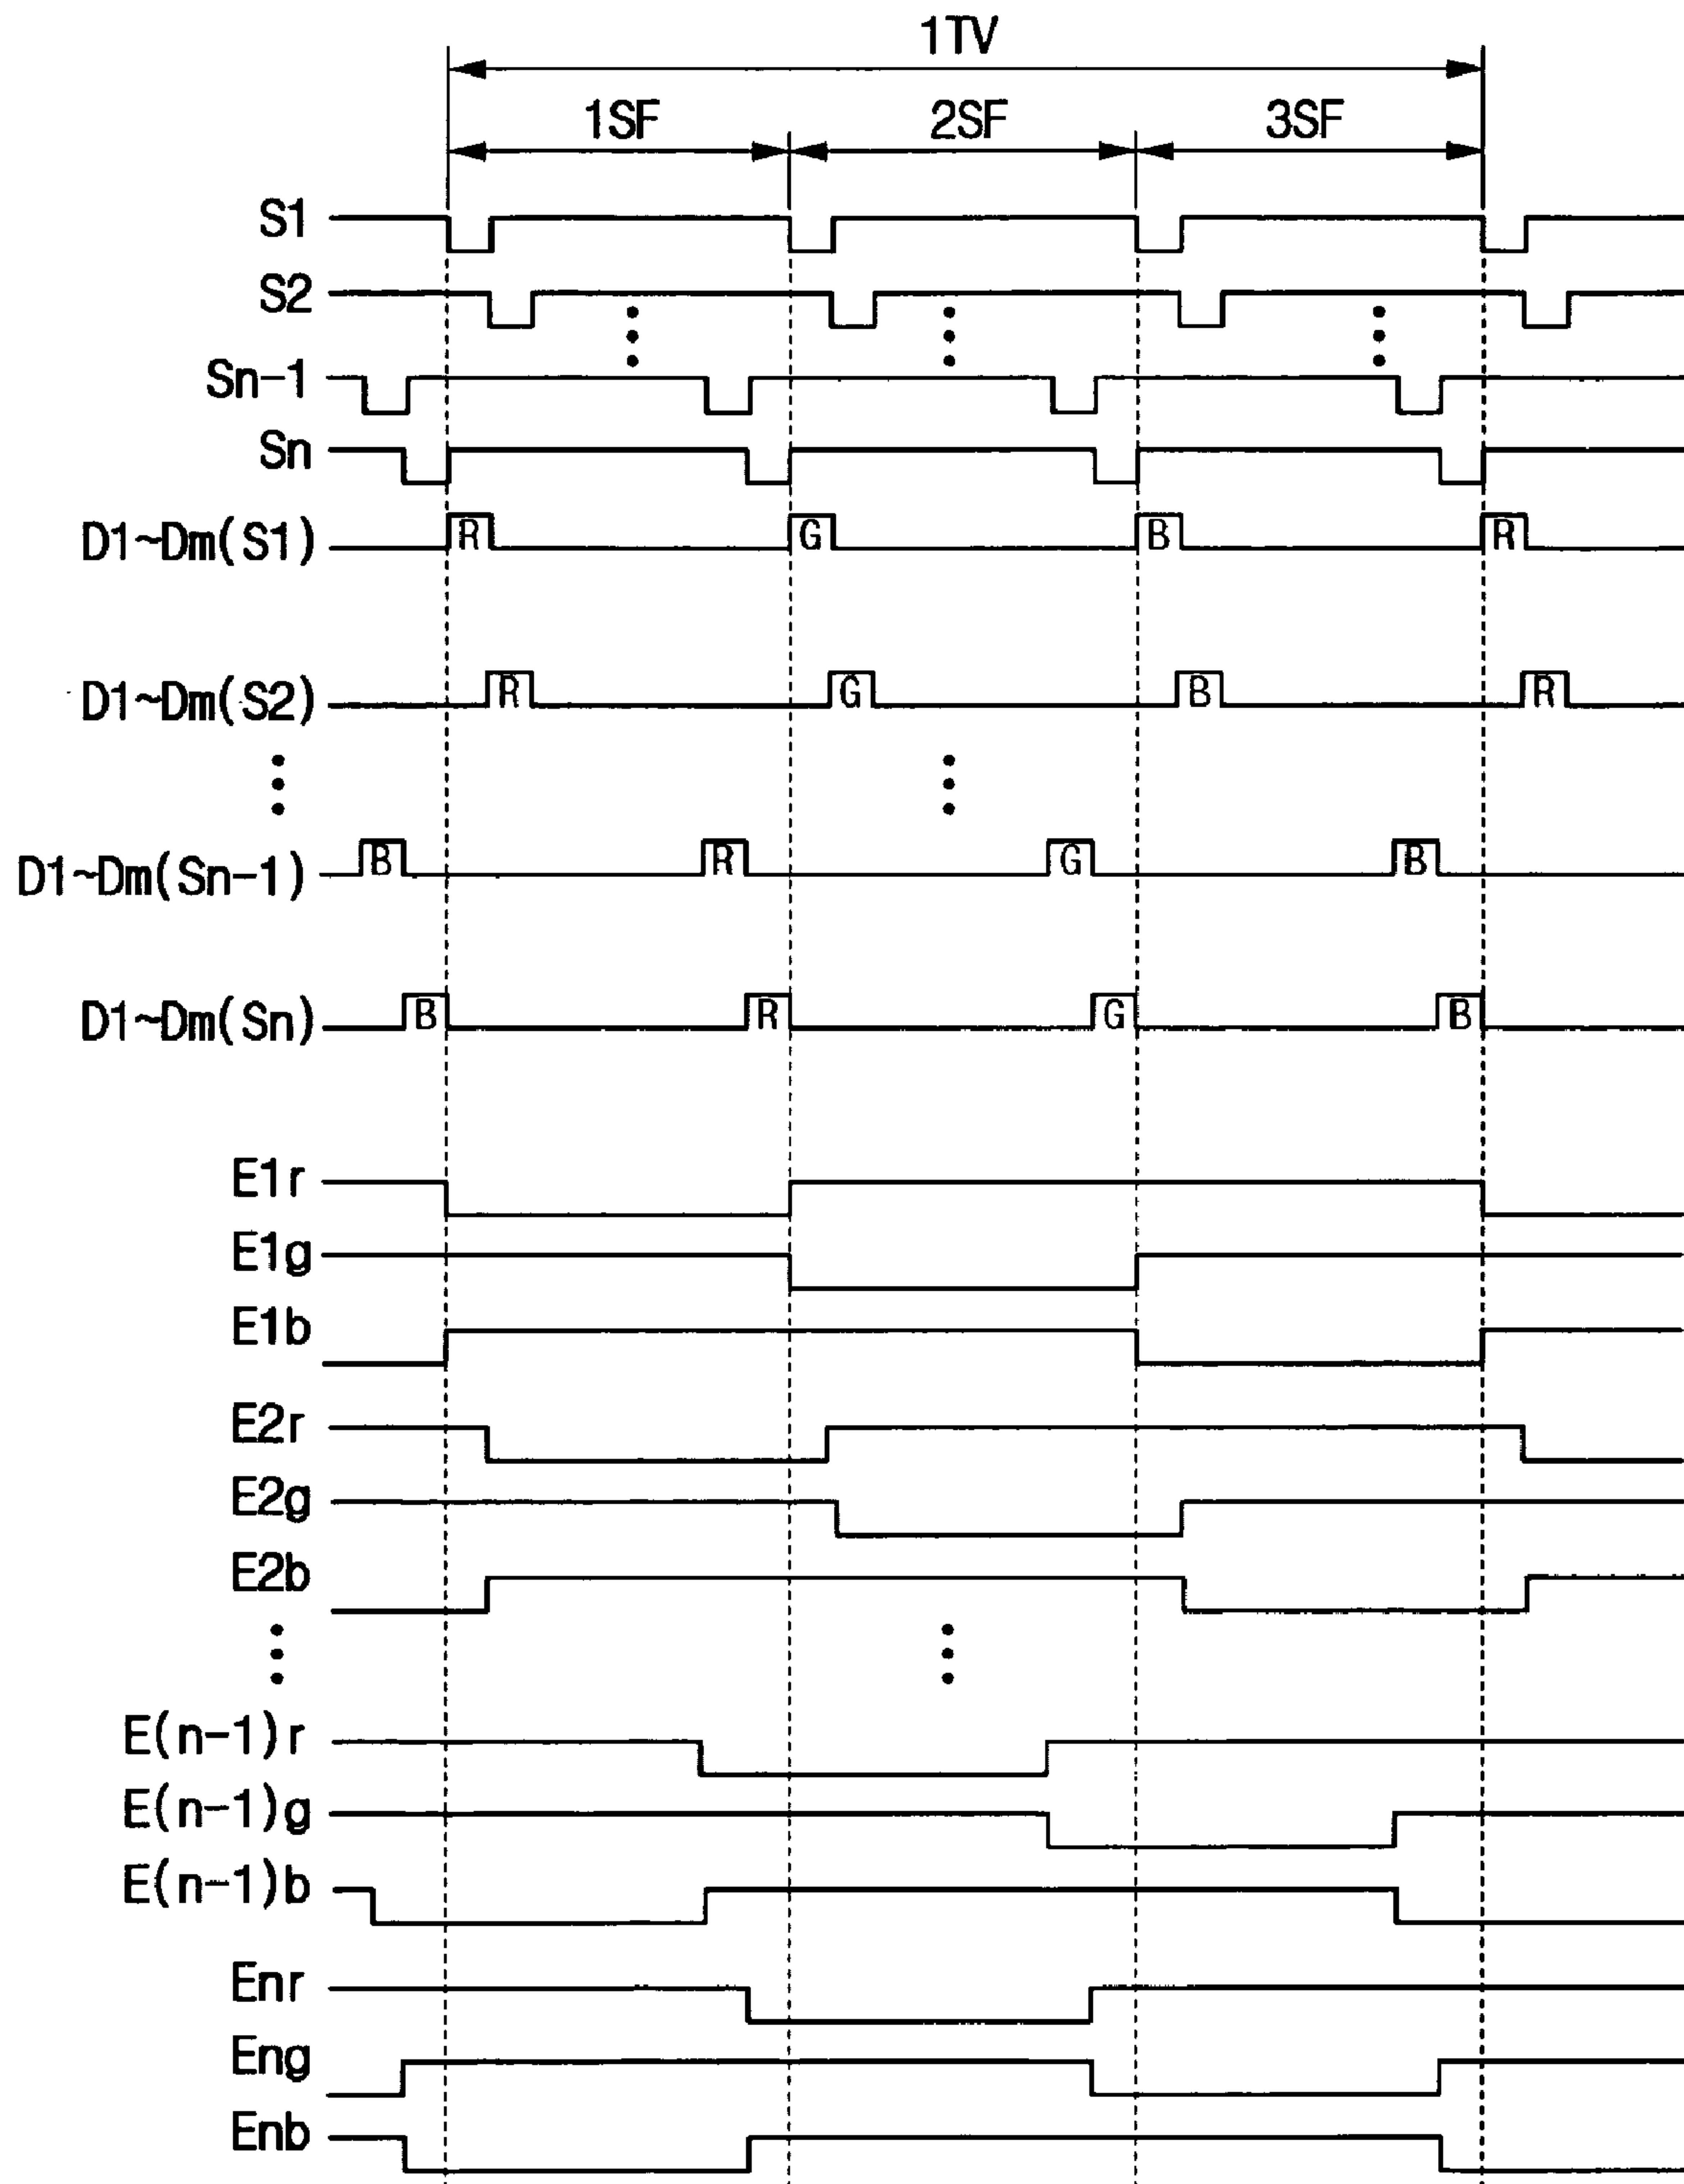 1TV
1SF 2SF 3SF
S1
S2
Sn-1
Sn
D1~Dm(S1) R G B R
D1~Dm(S2) R G B R
D1~Dm(Sn-1) B R G B
D1~Dm(Sn) B R G B
E1r
E1g
E1b
E2r
E2g
E2b
E(n-1)r
E(n-1)g
E(n-1)b
Enr
Eng
Enb